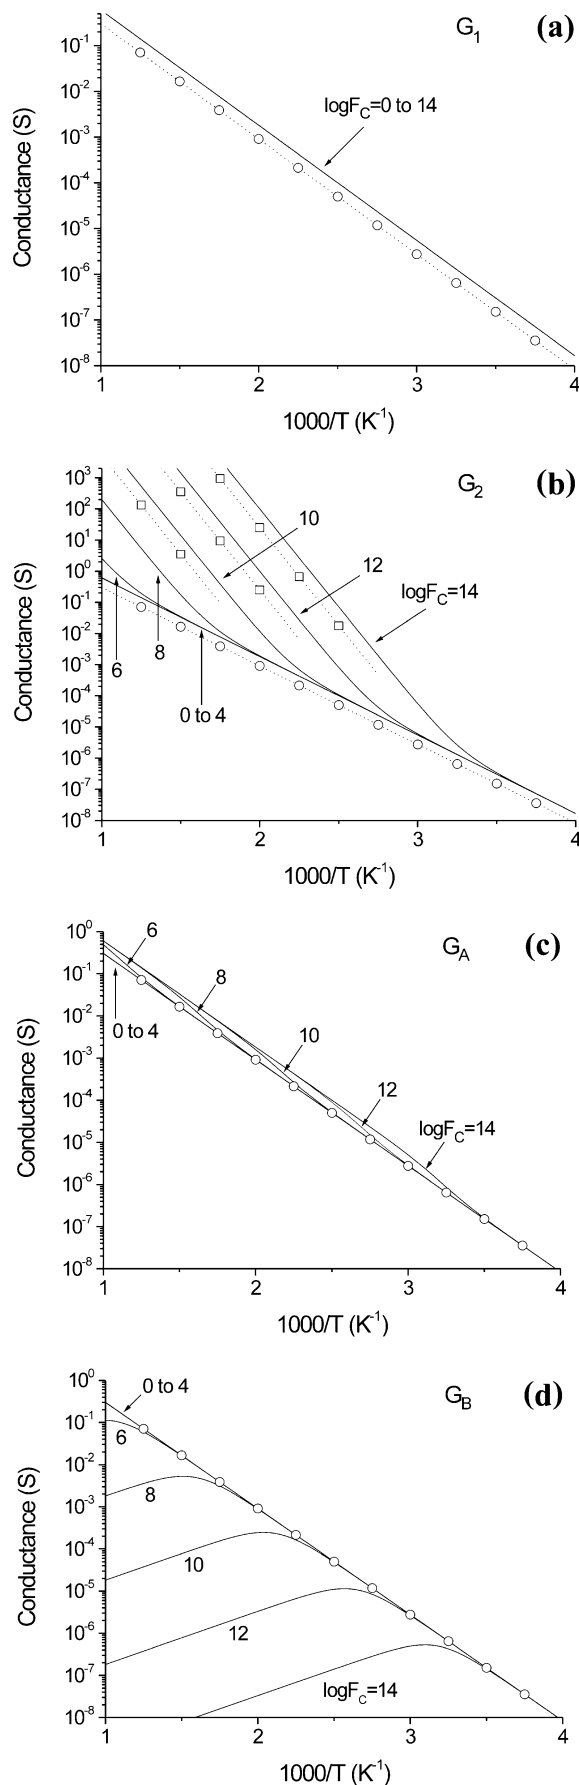 G₁ (a)
logF_C=0 to 14
10⁻¹
10⁻²
10⁻³
10⁻⁴
10⁻⁵
10⁻⁶
10⁻⁷
10⁻⁸
Conductance (S)
1 2 3 4
1000/T (K⁻¹)
G₂ (b)
10³
10²
10¹
10⁰
10⁻¹
10⁻²
10⁻³
10⁻⁴
10⁻⁵
10⁻⁶
10⁻⁷
10⁻⁸
Conductance (S)
10
12
logF_C=14
6
8
0 to 4
1 2 3 4
1000/T (K⁻¹)
G_A (c)
10⁰
10⁻¹
10⁻²
10⁻³
10⁻⁴
10⁻⁵
10⁻⁶
10⁻⁷
10⁻⁸
Conductance (S)
6
8
0 to 4
10
12
logF_C=14
1 2 3 4
1000/T (K⁻¹)
G_B (d)
10⁰
10⁻¹
10⁻²
10⁻³
10⁻⁴
10⁻⁵
10⁻⁶
10⁻⁷
10⁻⁸
Conductance (S)
0 to 4
6
8
10
12
logF_C=14
1 2 3 4
1000/T (K⁻¹)